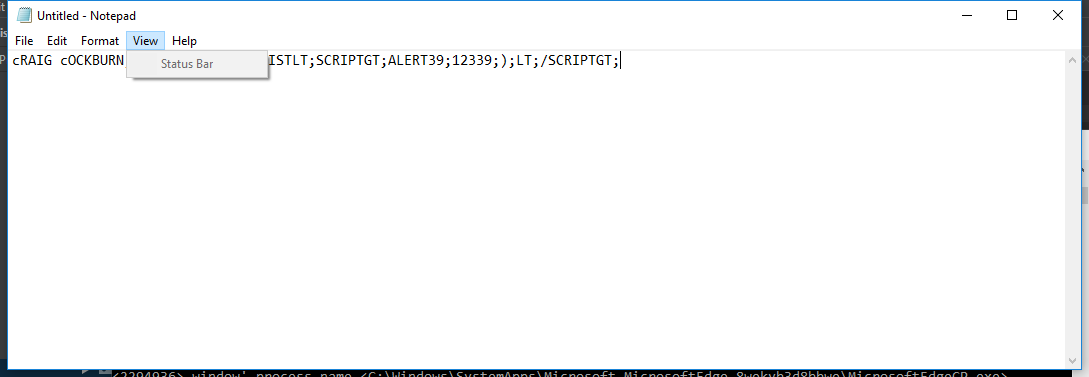 Untitled - Notepad
File Edit Format View Help
cRAIG cOCKBURN ISTLT;SCRIPTGT;ALERT39;12339;);LT;/SCRIPTGT;
Status Bar
<2294936> window' process name <C:\Windows\SystemApps\Microsoft.MicrosoftEdge_8wekyb3d8bbwe\MicrosoftEdgeCP.exe>